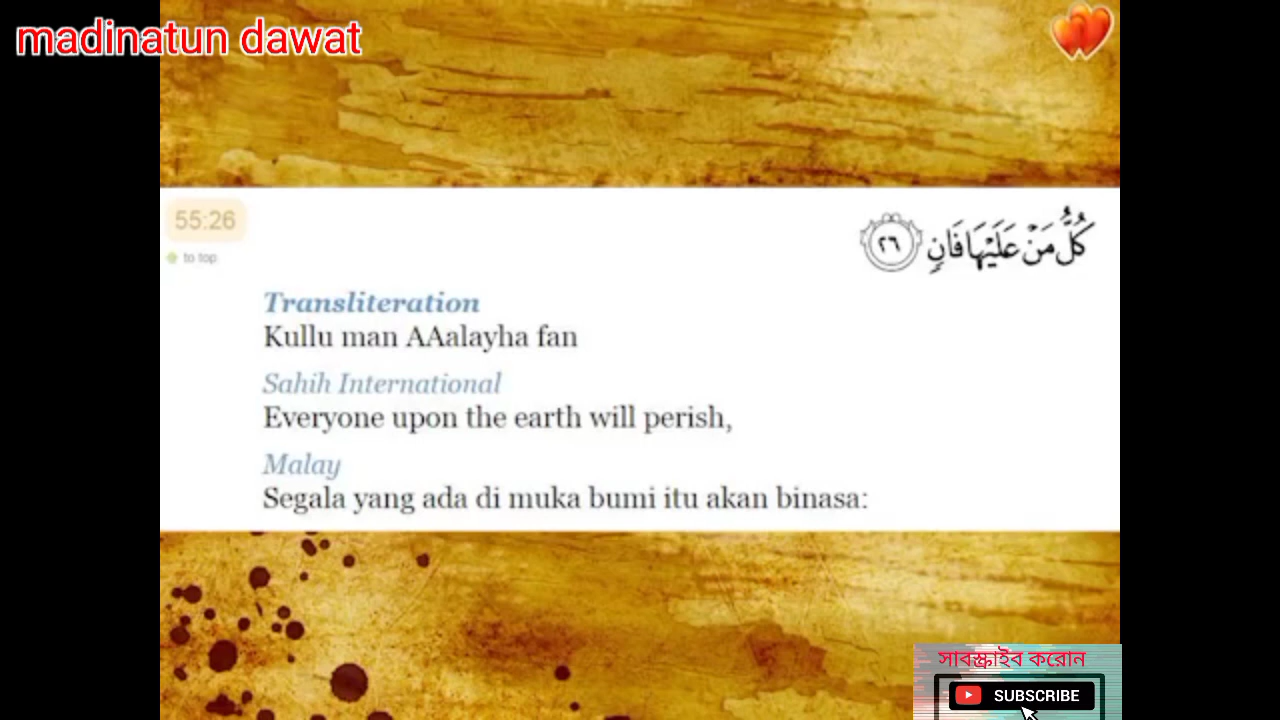 madinatun dawat
55:26
to top
كُلُّ مَنْ عَلَيْهَا فَانٍ ٢٦
Transliteration
Kullu man AAalayha fan
Sahih International
Everyone upon the earth will perish,
Malay
Segala yang ada di muka bumi itu akan binasa:
সাবস্ক্রাইব করোন
SUBSCRIBE